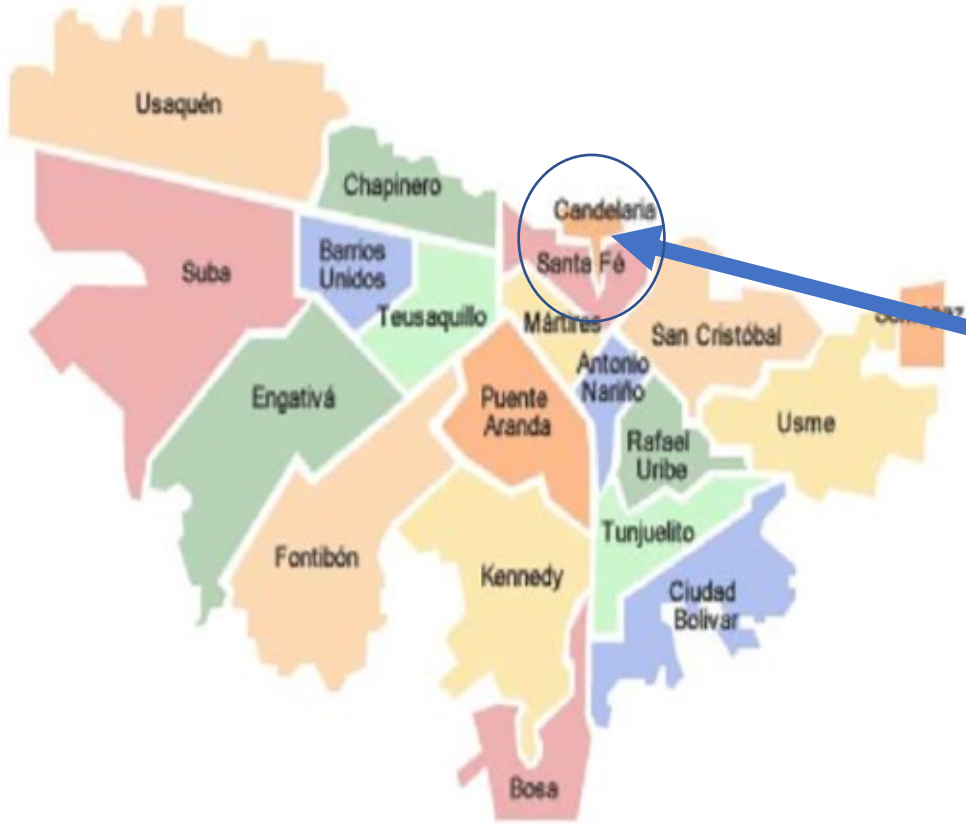 Usaquén
Chapinero
Candelaria
Suba
Barrios
Unidos
Santa Fé
Teusaquillo
Mártires
San Cristóbal
Antonio
Nariño
Engativá
Puente
Aranda
Usme
Rafael
Uribe
Tunjuelito
Fontibón
Kennedy
Ciudad
Bolivar
Bosa